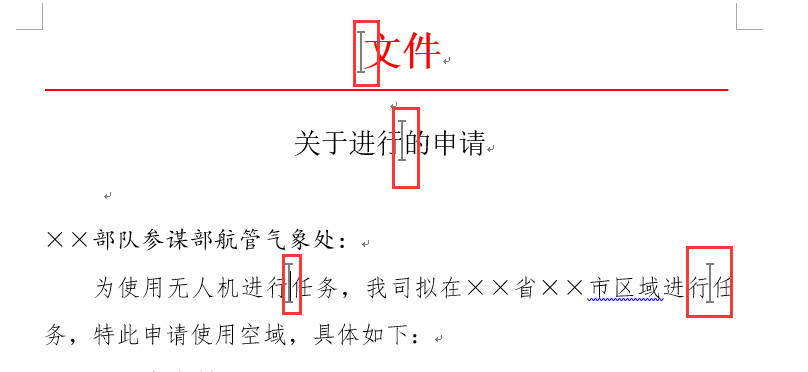 文件
关于进行的申请
××部队参谋部航管气象处：
为使用无人机进行任务，我司拟在××省××市区域进行任
务，特此申请使用空域，具体如下：